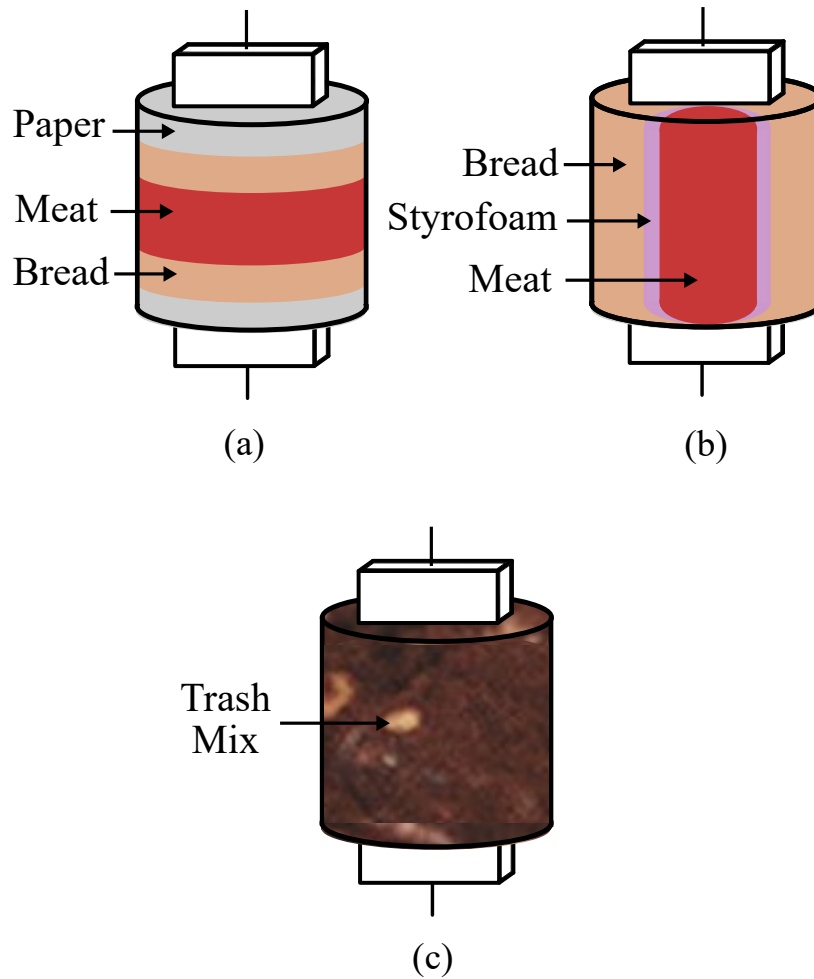 Paper
Meat
Bread
(a)
Bread
Styrofoam
Meat
(b)
Trash
Mix
(c)